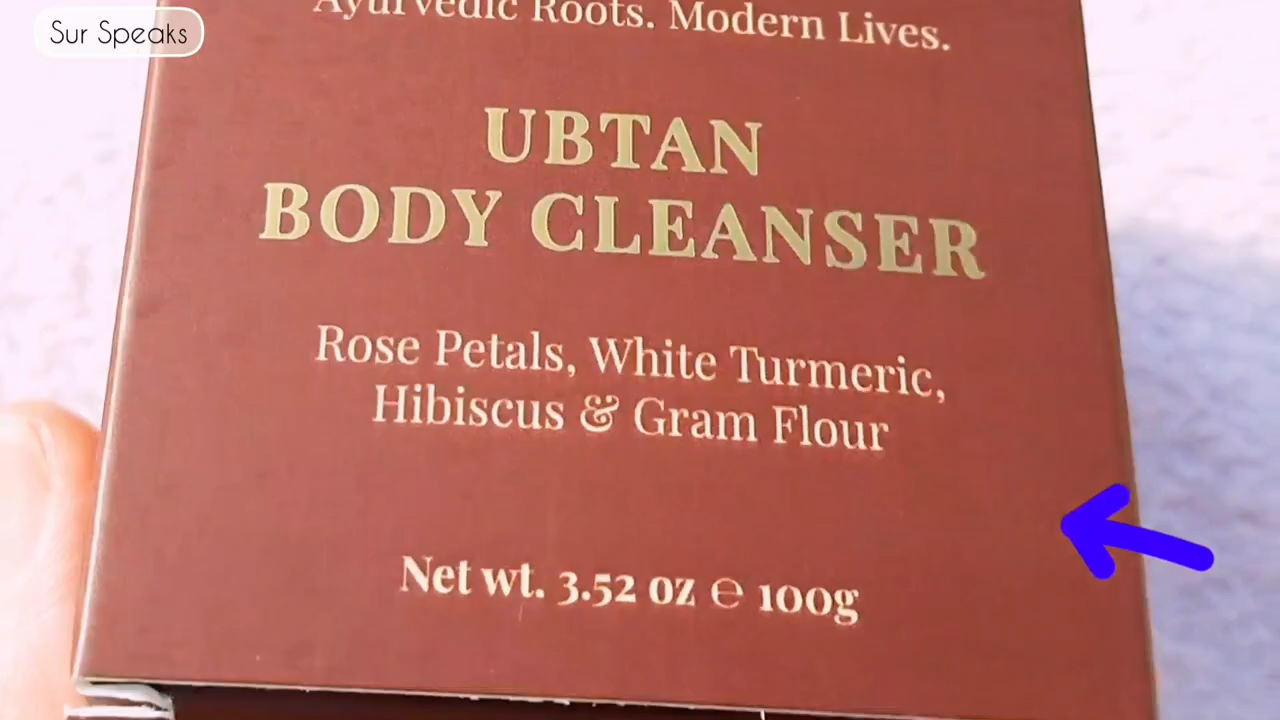 Sur Speaks
Ayurvedic Roots. Modern Lives.
UBTAN
BODY CLEANSER
Rose Petals, White Turmeric,
Hibiscus & Gram Flour
Net wt. 3.52 oz ℮ 100g